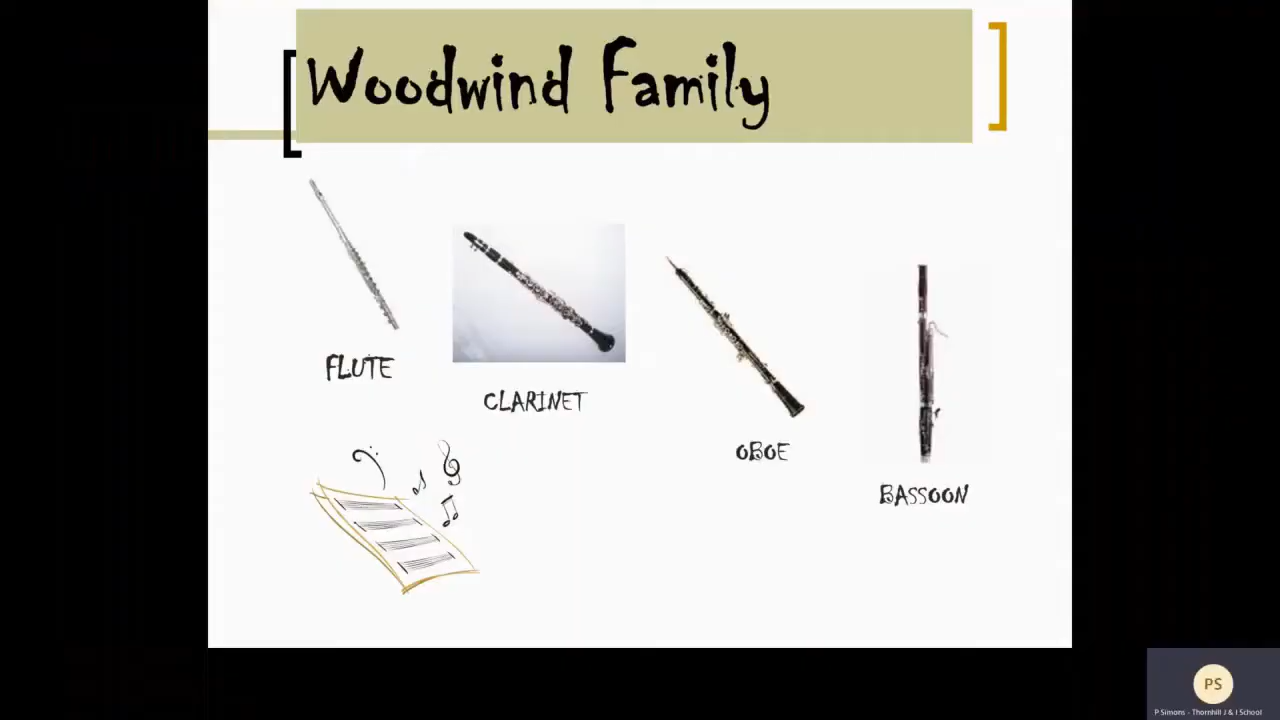 Woodwind Family
FLUTE
CLARINET
OBOE
BASSOON
PS
P Simons - Thornhill J & I School